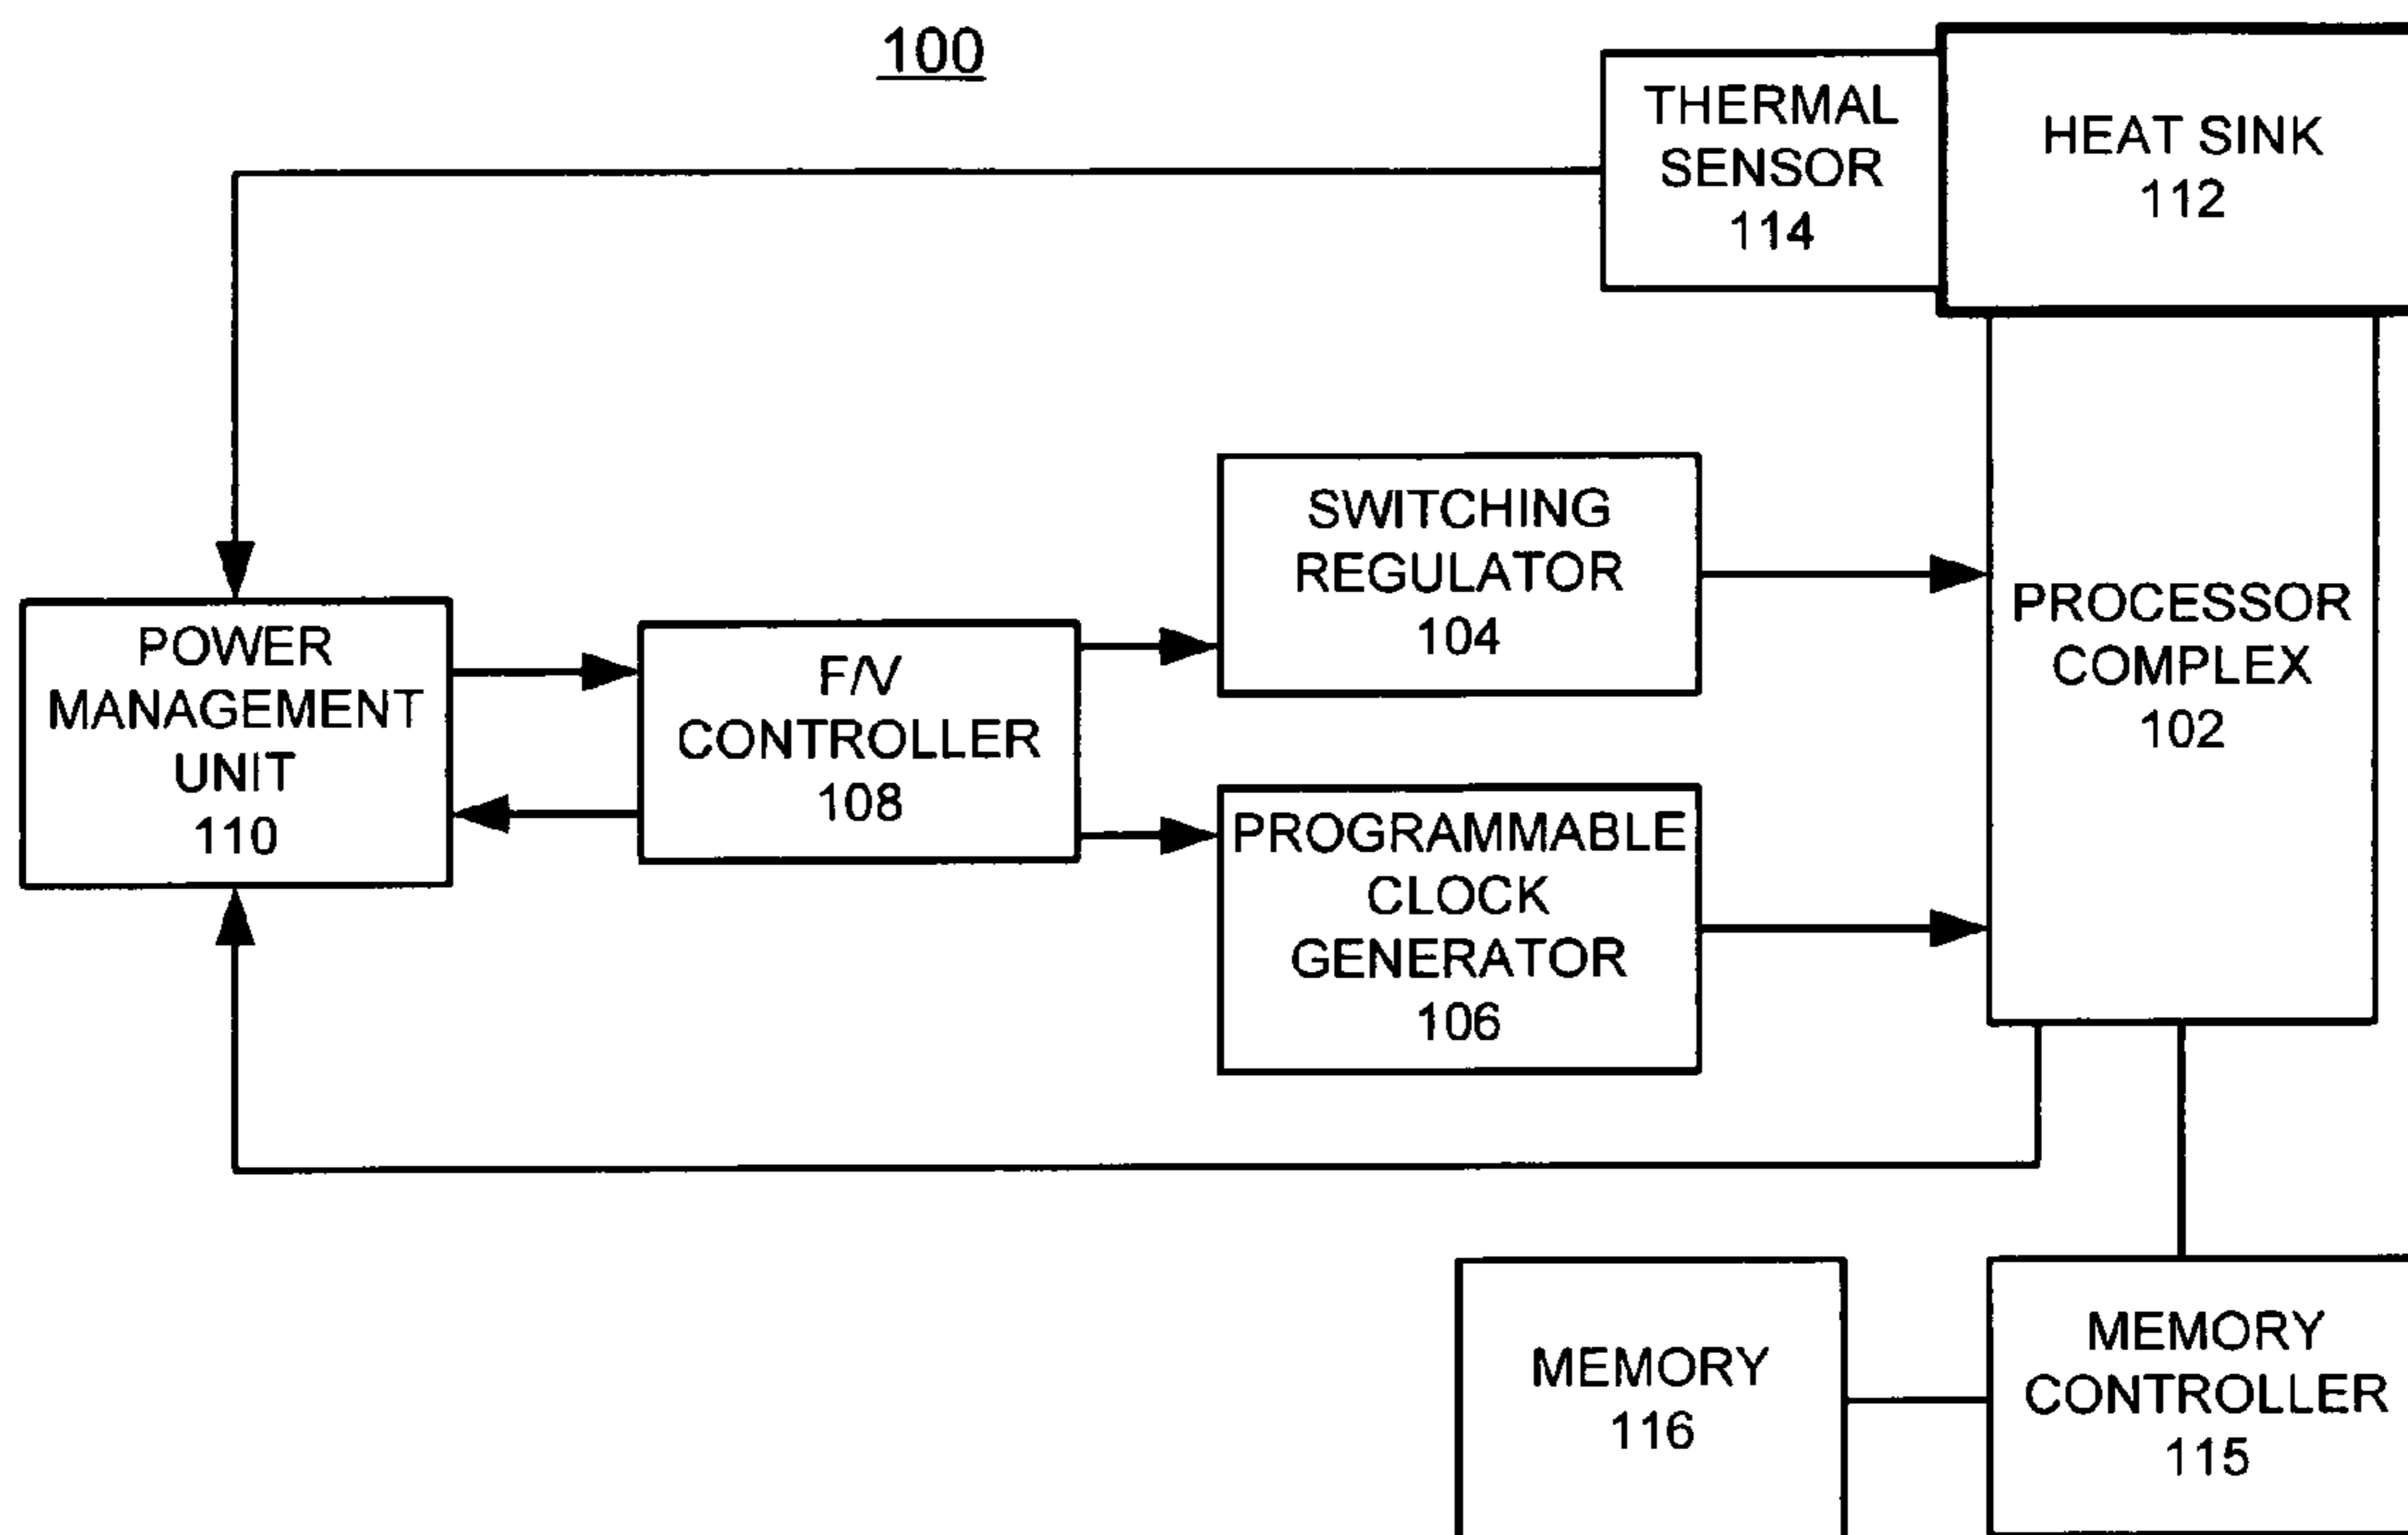 100
THERMAL
SENSOR
114
HEAT SINK
112
SWITCHING
REGULATOR
104
PROCESSOR
COMPLEX
102
POWER
MANAGEMENT
UNIT
110
F/V
CONTROLLER
108
PROGRAMMABLE
CLOCK
GENERATOR
106
MEMORY
116
MEMORY
CONTROLLER
115